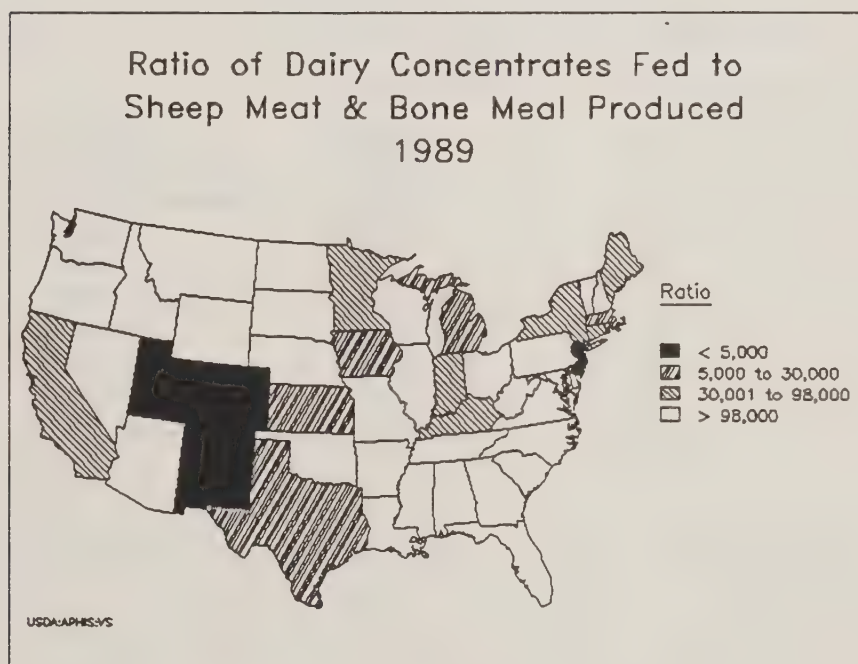 Ratio of Dairy Concentrates Fed to
Sheep Meat & Bone Meal Produced
1989
Ratio
< 5,000
5,000 to 30,000
30,001 to 98,000
> 98,000
USDA:APHIS:VS